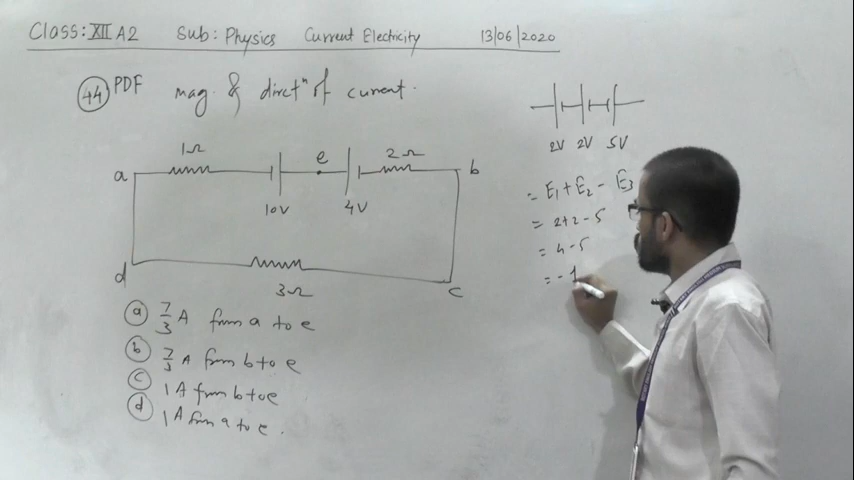 Class: XII A2 Sub: Physics Current Electricity 13/06/2020
44 PDF mag. & directⁿ of current.
1Ω e 2Ω
a b
10V 4V
d c
3Ω
a 7/3 A from a to e
b 7/3 A from b to e
c 1A from b to e
d 1A from a to e.
2V 2V 5V
= E1 + E2 - E3
= 2+2-5
= 4-5
= -1